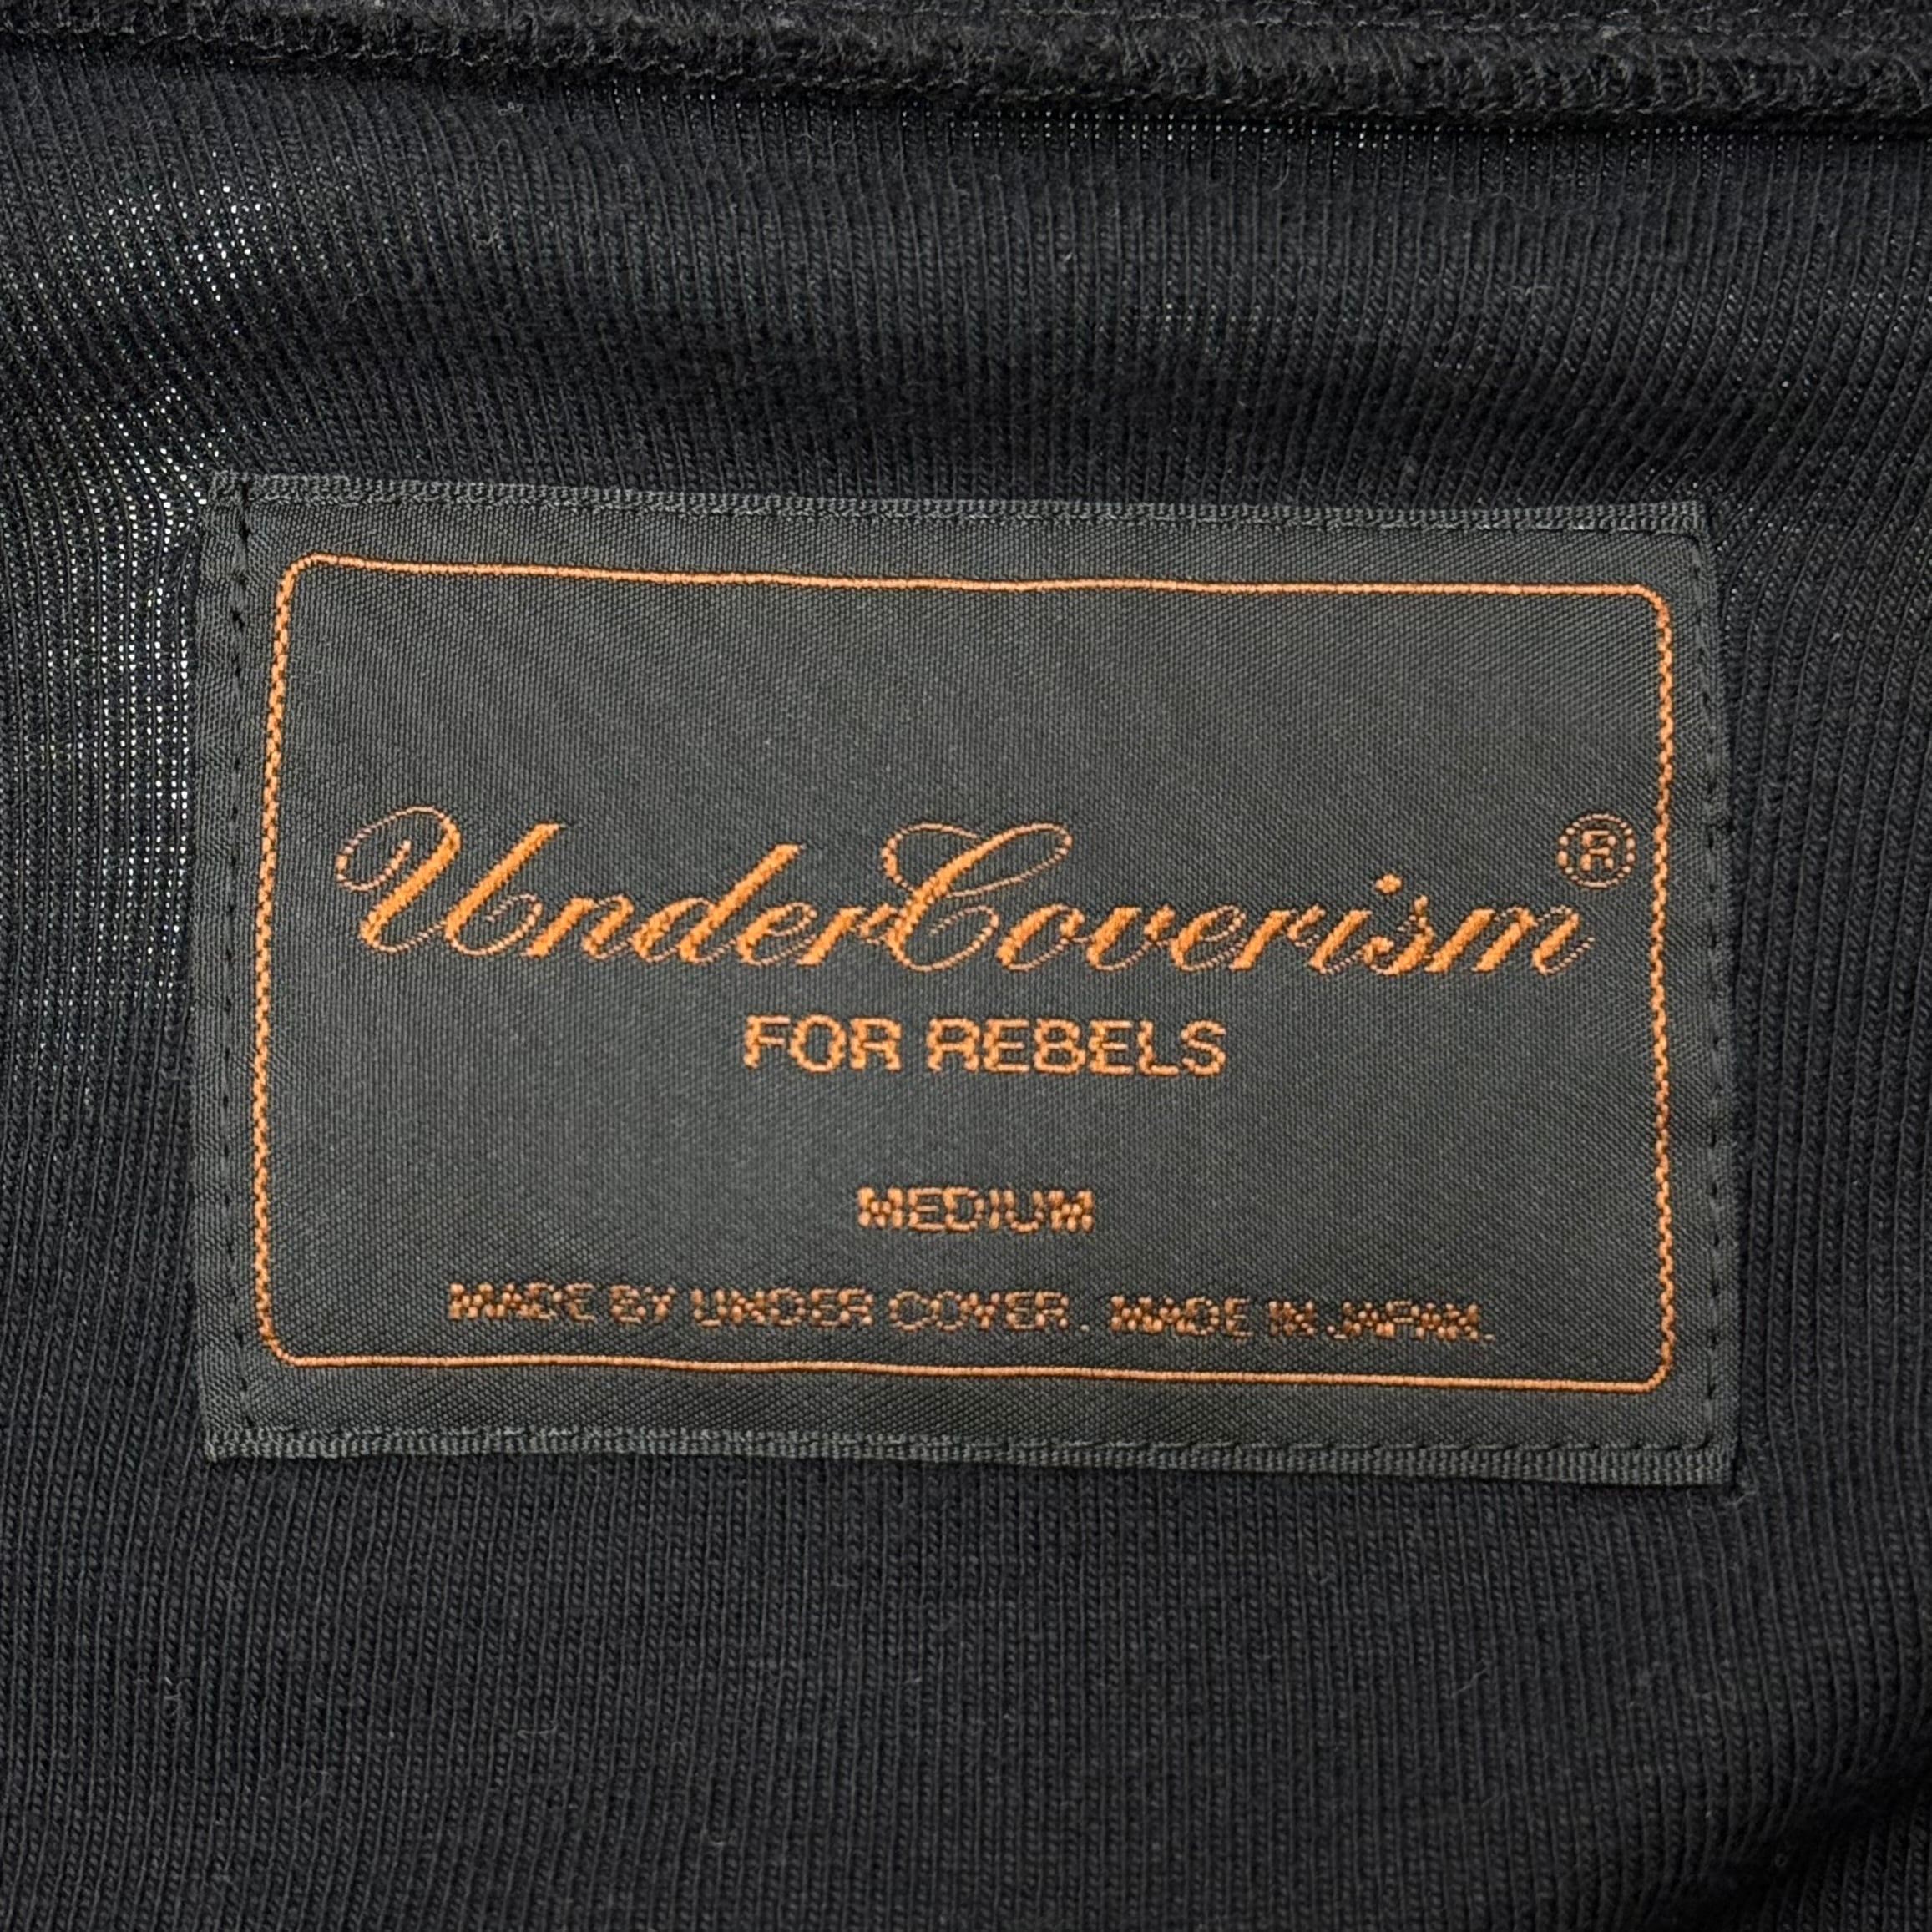 UnderCoverism®
FOR REBELS
MEDIUM
MADE BY UNDER COVER. MADE IN JAPAN.